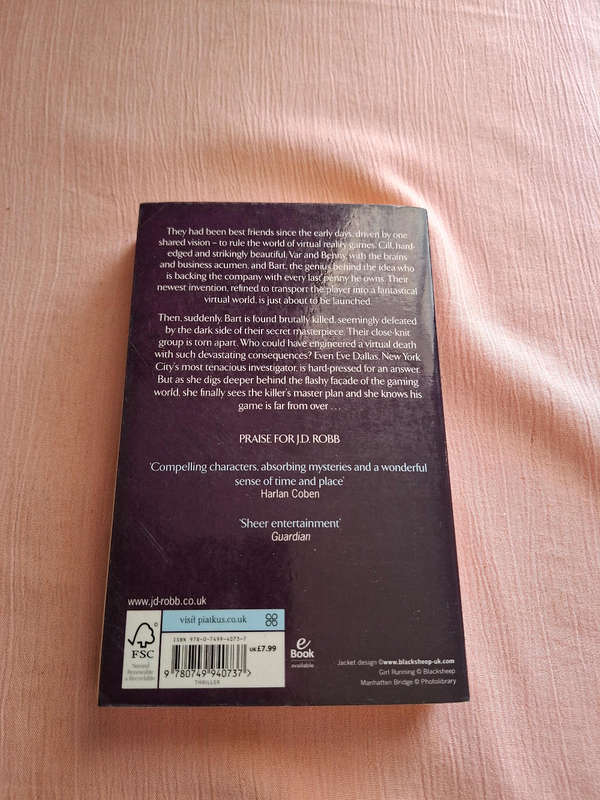 They had been best friends since the early days, driven by one
shared vision – to rule the world of virtual reality games. Cill, hard-
edged and strikingly beautiful, Var and Benny, with the brains
and business acumen, and Bart, the genius behind the idea who
is backing the company with every last penny he owns. Their
newest invention, refined to transport the player into a fantastical
virtual world, is just about to be launched.
Then, suddenly, Bart is found brutally killed, seemingly defeated
by the dark side of their secret masterpiece. Their close-knit
group is torn apart. Who could have engineered a virtual death
with such devastating consequences? Even Eve Dallas, New York
City's most tenacious investigator, is hard-pressed for an answer.
But as she digs deeper behind the flashy façade of the gaming
world, she finally sees the killer's master plan and she knows his
game is far from over . . .
PRAISE FOR J.D. ROBB
'Compelling characters, absorbing mysteries and a wonderful
sense of time and place'
Harlan Coben
'Sheer entertainment'
Guardian
www.jd-robb.co.uk
visit piatkus.co.uk
FSC
Natural
Renewable
& Recyclable
ISBN 978-0-7499-4073-7
UK £7.99
9 780749 940737 >
THRILLER
e
Book
available
Jacket design ©www.blacksheep-uk.com
Girl Running © Blacksheep
Manhatten Bridge © Photolibrary